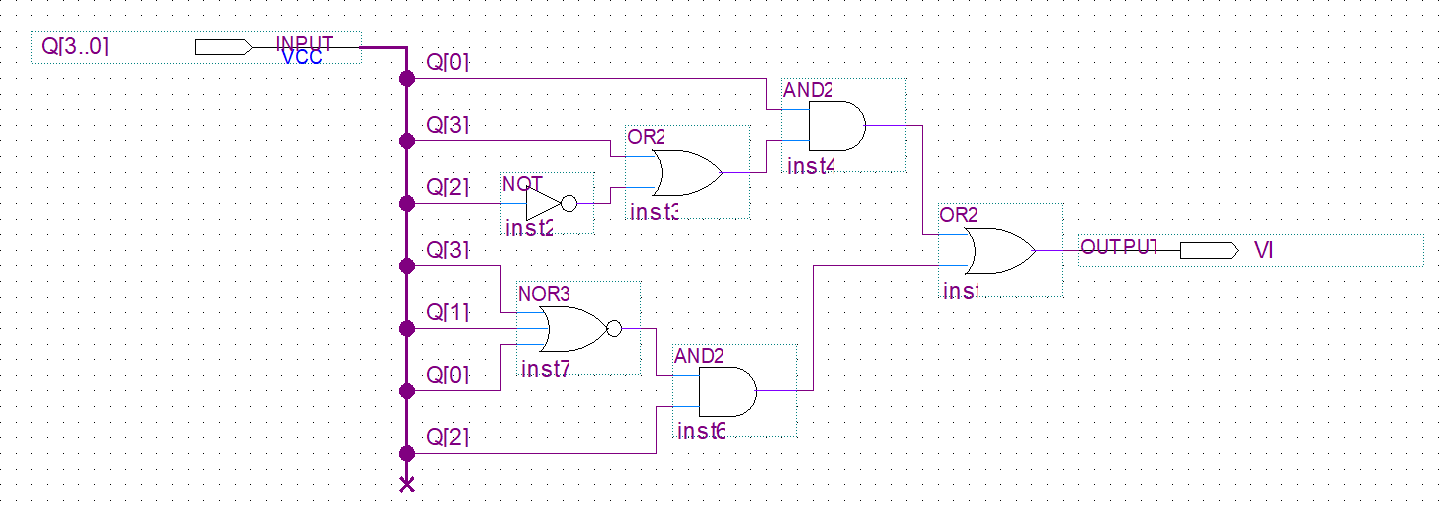 Q[3..0]
INPUT
VCC
Q[0]
AND2
inst4
Q[3]
OR2
inst3
Q[2]
NOT
inst2
OR2
inst
OUTPUT
VI
Q[3]
NOR3
inst7
Q[1]
Q[0]
AND2
inst6
Q[2]